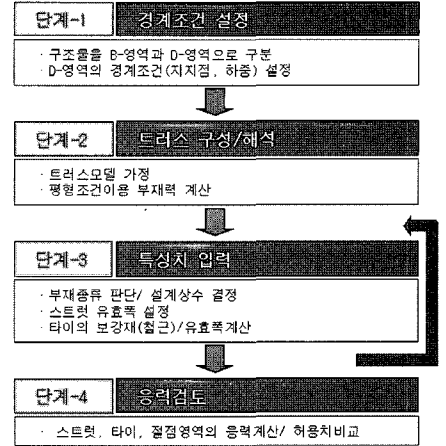 단계-1 경계조건 설정
· 구조물을 B-영역과 D-영역으로 구분
· D-영역의 경계조건(지지점, 하중) 설정
단계-2 트러스 구성/해석
· 트러스모델 가정
· 평형조건이용 부재력 계산
단계-3 특성치 입력
· 부재종류 판단/ 설계상수 결정
· 스트럿 유효폭 설정
· 타이의 보강재(철근)/유효폭계산
단계-4 응력검토
· 스트럿, 타이, 절점영역의 응력계산/ 허용치비교